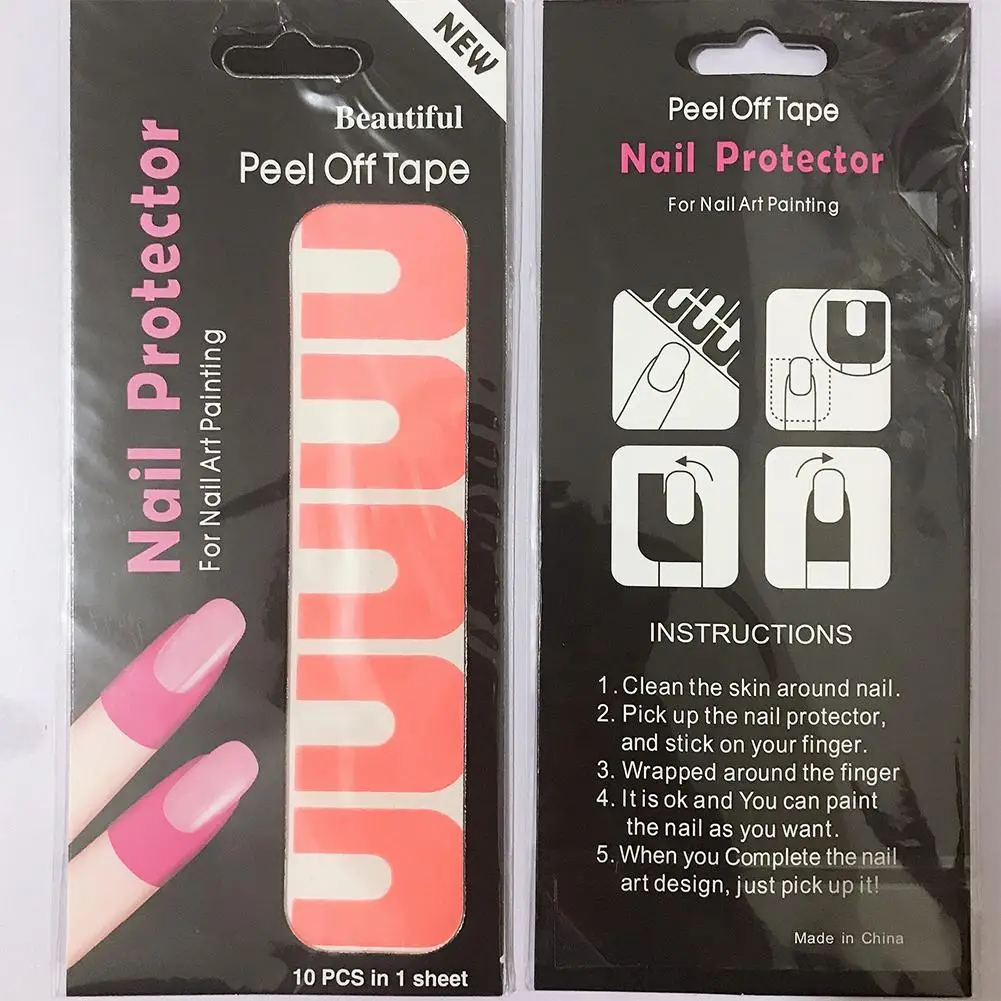 NEW
Beautiful
Peel Off Tape
Nail Protector
For Nail Art Painting
10 PCS in 1 sheet
Peel Off Tape
Nail Protector
For Nail Art Painting
INSTRUCTIONS
1. Clean the skin around nail.
2. Pick up the nail protector,
and stick on your finger.
3. Wrapped around the finger
4. It is ok and You can paint
the nail as you want.
5. When you Complete the nail
art design, just pick up it!
Made in China